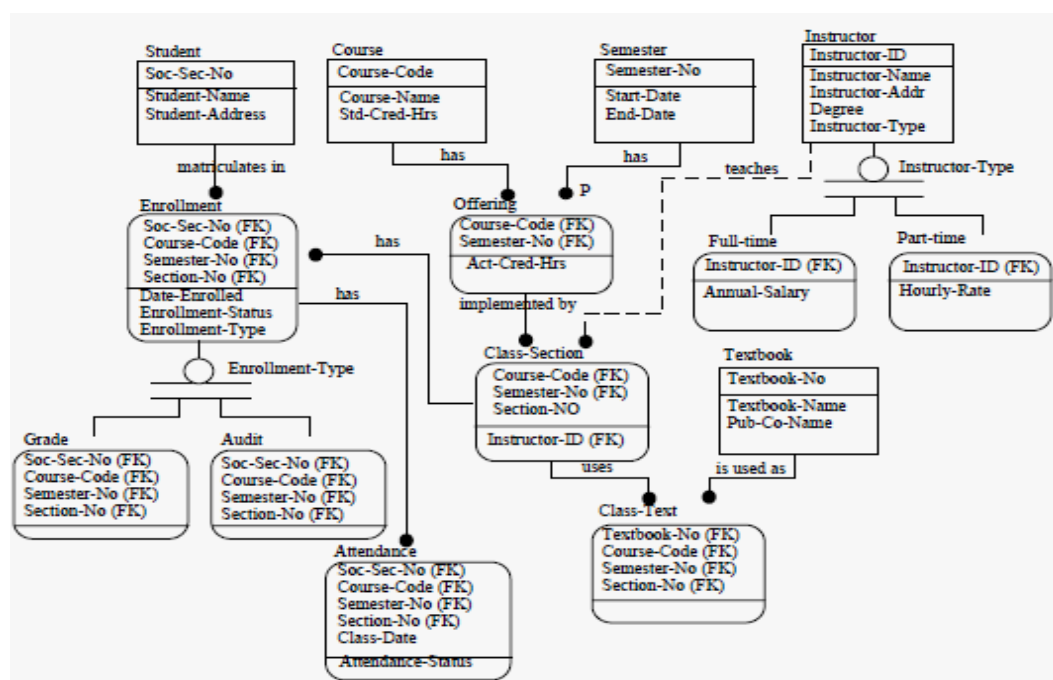 Student
Soc-Sec-No
Student-Name
Student-Address
Course
Course-Code
Course-Name
Std-Cred-Hrs
Semester
Semester-No
Start-Date
End-Date
Instructor
Instructor-ID
Instructor-Name
Instructor-Addr
Degree
Instructor-Type
matriculates in
has
has
teaches
Instructor-Type
P
Enrollment
Soc-Sec-No (FK)
Course-Code (FK)
Semester-No (FK)
Section-No (FK)
Date-Enrolled
Enrollment-Status
Enrollment-Type
has
has
Offering
Course-Code (FK)
Semester-No (FK)
Act-Cred-Hrs
implemented by
Full-time
Instructor-ID (FK)
Annual-Salary
Part-time
Instructor-ID (FK)
Hourly-Rate
Enrollment-Type
Class-Section
Course-Code (FK)
Semester-No (FK)
Section-NO
Instructor-ID (FK)
Textbook
Textbook-No
Textbook-Name
Pub-Co-Name
Grade
Soc-Sec-No (FK)
Course-Code (FK)
Semester-No (FK)
Section-No (FK)
Audit
Soc-Sec-No (FK)
Course-Code (FK)
Semester-No (FK)
Section-No (FK)
uses
is used as
Class-Text
Textbook-No (FK)
Course-Code (FK)
Semester-No (FK)
Section-No (FK)
Attendance
Soc-Sec-No (FK)
Course-Code (FK)
Semester-No (FK)
Section-No (FK)
Class-Date
Attendance-Status